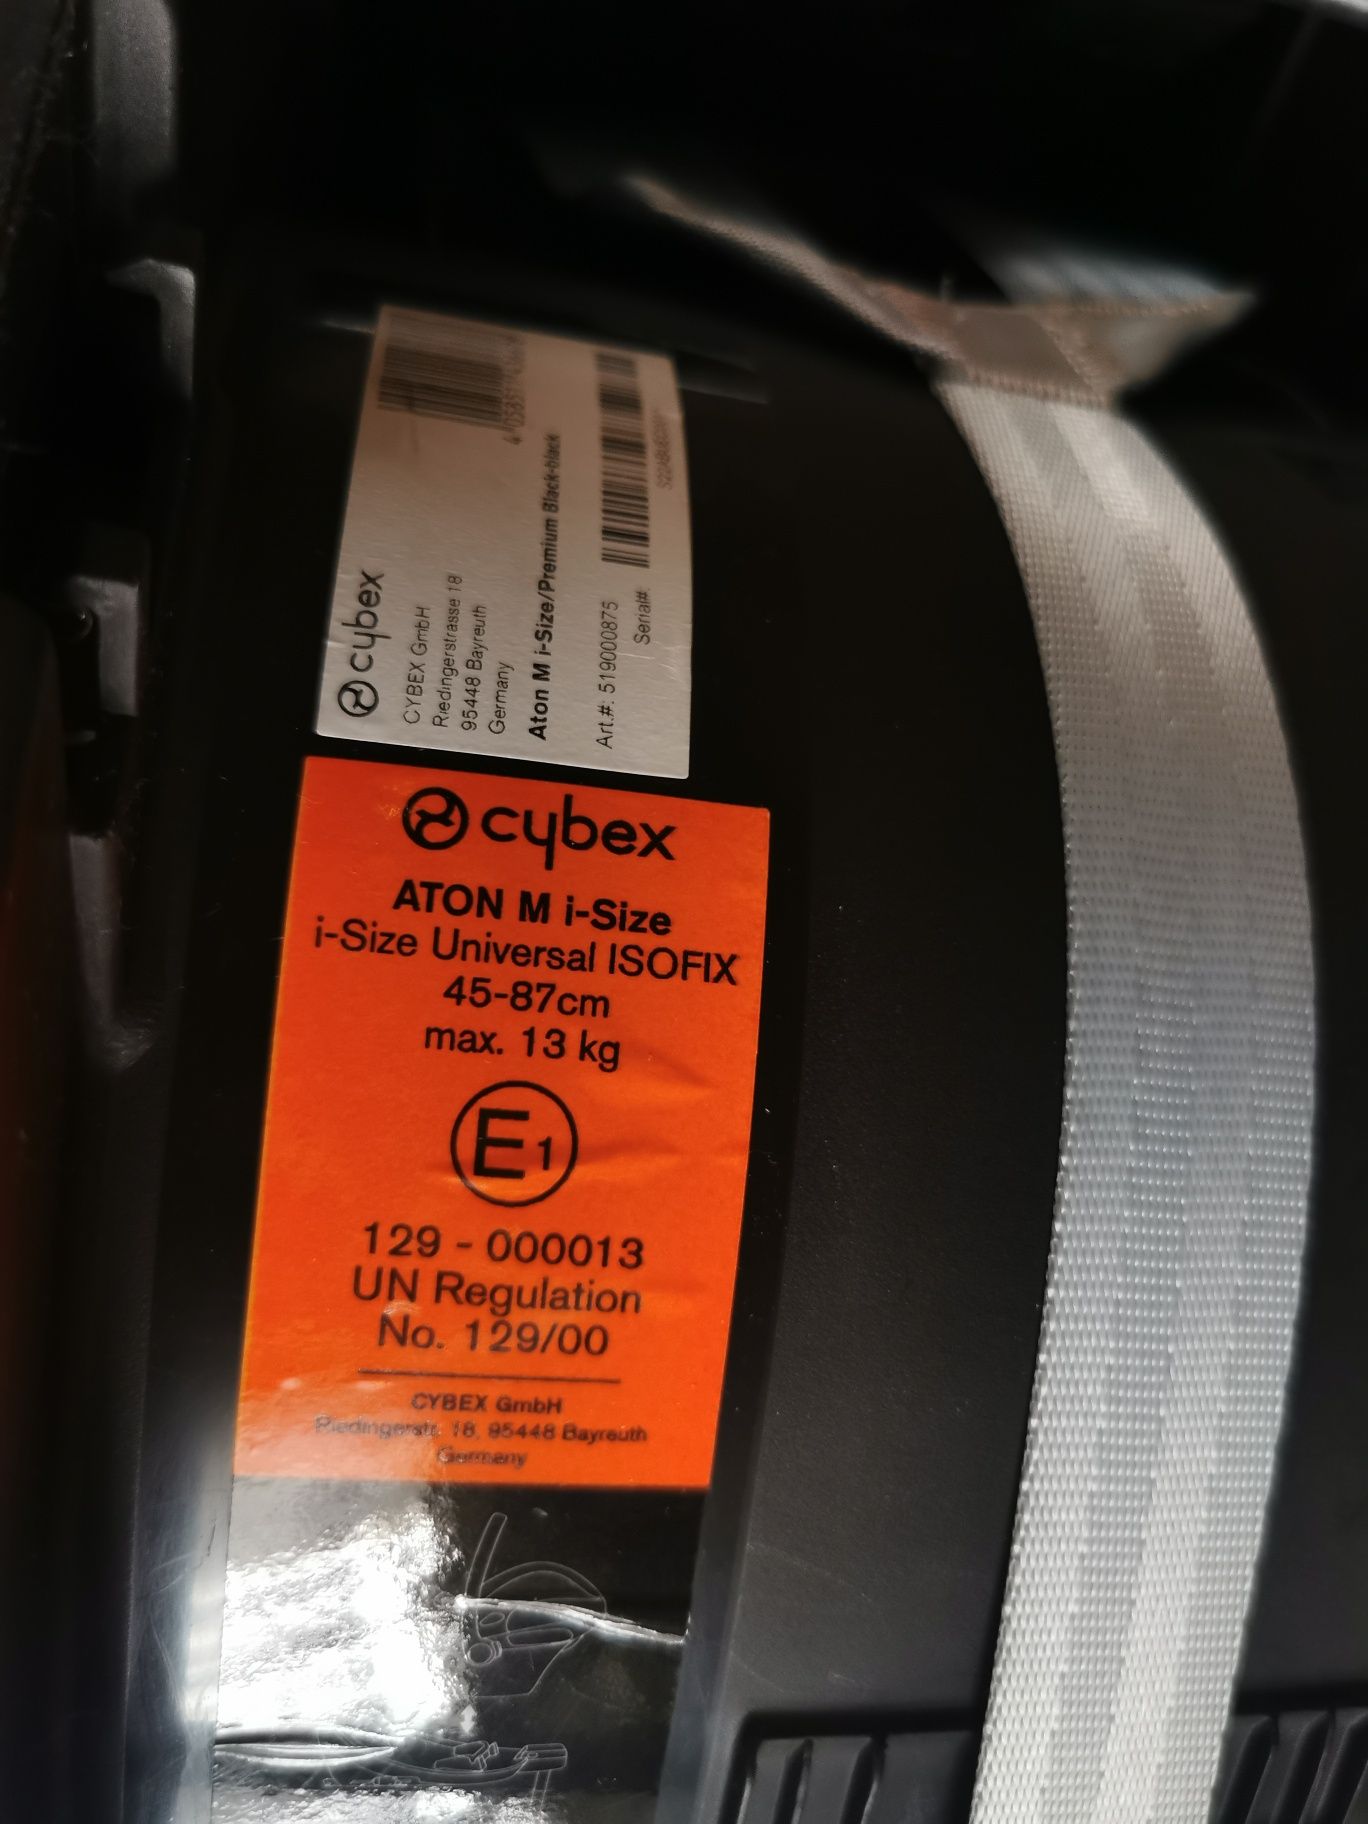 cybex
CYBEX GmbH
Riedingerstrasse 18
95448 Bayreuth
Germany
Aton M i-Size/Premium Black-black
Art.#: 519000875
Serial#:
cybex
ATON M i-Size
i-Size Universal ISOFIX
45-87cm
max. 13 kg
E1
129 - 000013
UN Regulation
No. 129/00
CYBEX GmbH
Riedingerstr. 18, 95448 Bayreuth
Germany